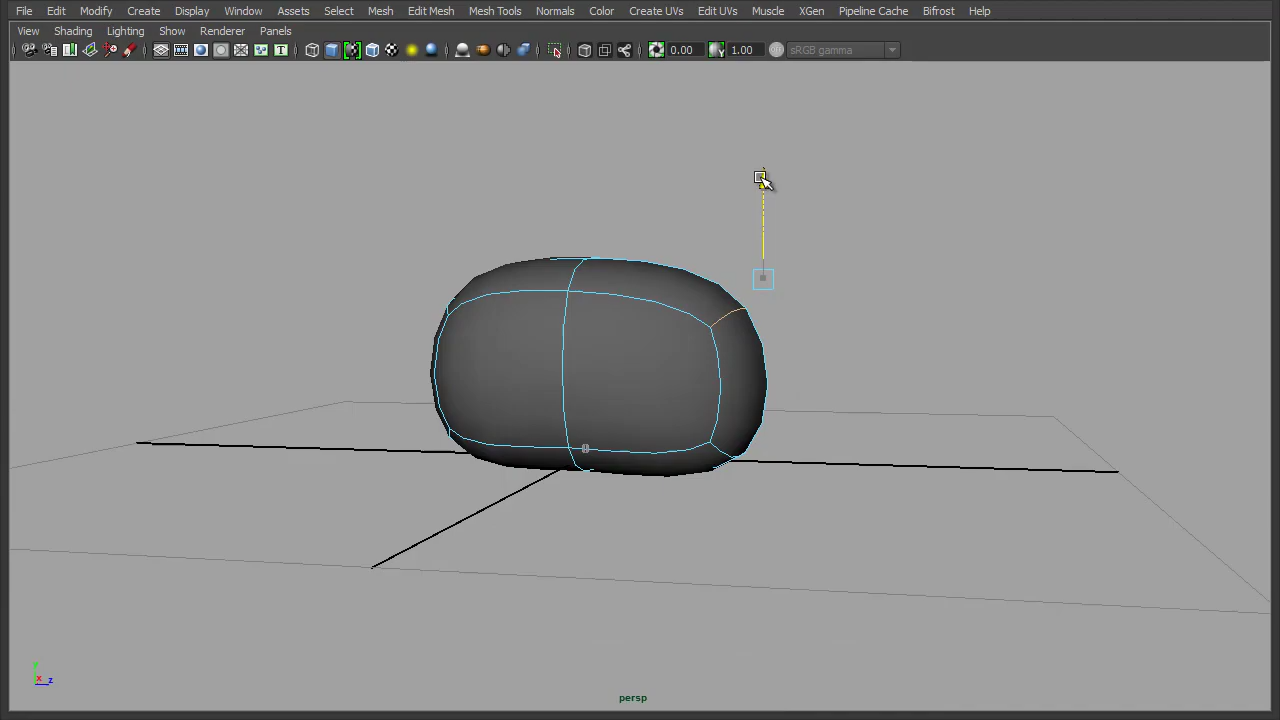 File Edit Modify Create Display Window Assets Select Mesh Edit Mesh Mesh Tools Normals Color Create UVs Edit UVs Muscle XGen Pipeline Cache Bifrost Help
View Shading Lighting Show Renderer Panels
0.00 1.00 sRGB gamma
z
persp